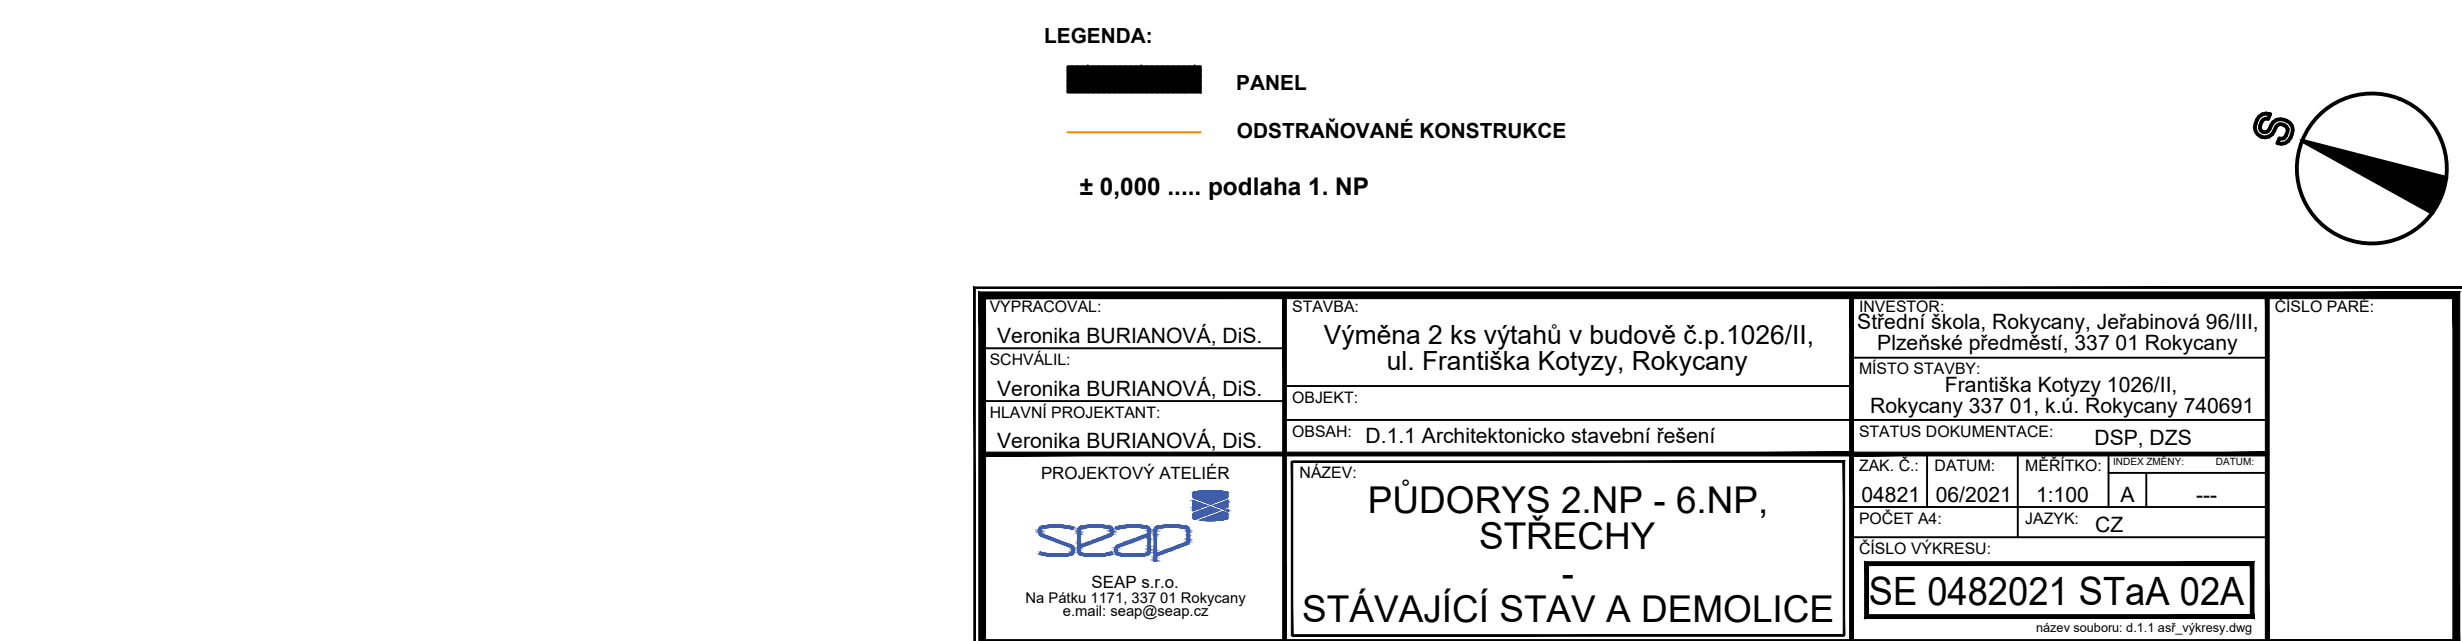 LEGENDA:
PANEL
ODSTRAŇOVANÉ KONSTRUKCE
± 0,000 ..... podlaha 1. NP
S
VYPRACOVAL:
Veronika BURIANOVÁ, DiS.
SCHVÁLIL:
Veronika BURIANOVÁ, DiS.
HLAVNÍ PROJEKTANT:
Veronika BURIANOVÁ, DiS.
STAVBA:
Výměna 2 ks výtahů v budově č.p.1026/II,
ul. Františka Kotyzy, Rokycany
OBJEKT:
OBSAH: D.1.1 Architektonicko stavební řešení
INVESTOR:
Střední škola, Rokycany, Jeřabinová 96/III,
Plzeňské předměstí, 337 01 Rokycany
MÍSTO STAVBY:
Františka Kotyzy 1026/II,
Rokycany 337 01, k.ú. Rokycany 740691
STATUS DOKUMENTACE: DSP, DZS
ČÍSLO PARÉ:
PROJEKTOVÝ ATELIÉR
seap
SEAP s.r.o.
Na Pátku 1171, 337 01 Rokycany
e.mail: seap@seap.cz
NÁZEV:
PŮDORYS 2.NP - 6.NP,
STŘECHY
-
STÁVAJÍCÍ STAV A DEMOLICE
ZAK. Č.: DATUM: MĚŘÍTKO: INDEX ZMĚNY: DATUM:
04821 06/2021 1:100 A ---
POČET A4: JAZYK: CZ
ČÍSLO VÝKRESU:
SE 0482021 STaA 02A
název souboru: d.1.1 asř_výkresy.dwg